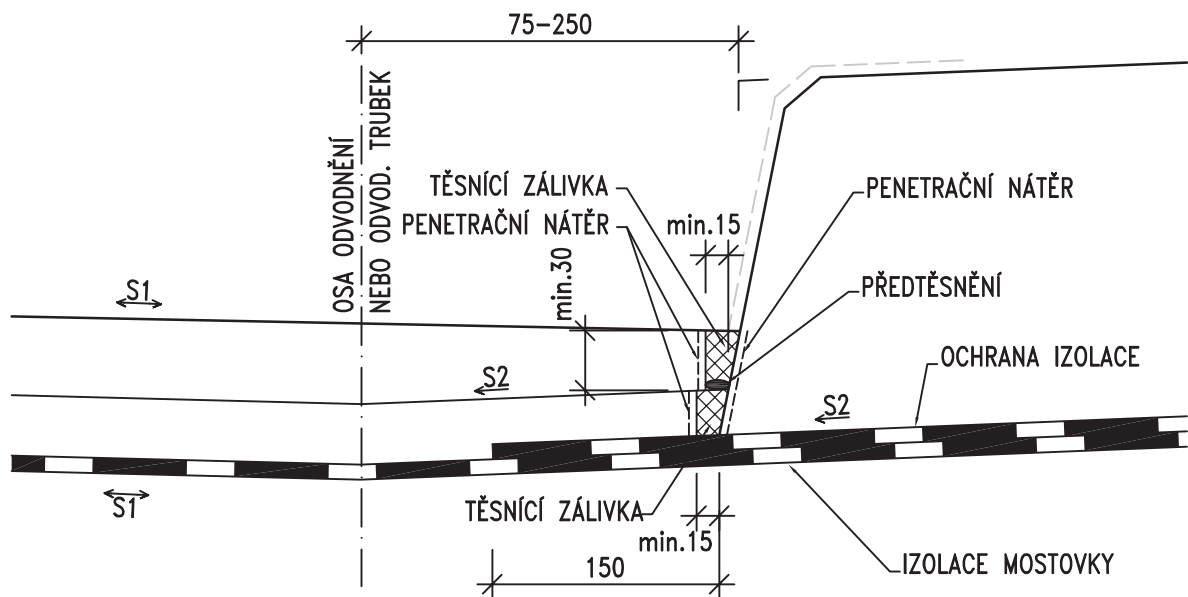 75-250
OSA ODVODNĚNÍ
NEBO ODVOD. TRUBEK
TĚSNÍCÍ ZÁLIVKA
PENETRAČNÍ NÁTĚR
PENETRAČNÍ NÁTĚR
min.15
min.30
PŘEDTĚSNĚNÍ
S1
OCHRANA IZOLACE
S2
S2
S1
TĚSNÍCÍ ZÁLIVKA
min.15
150
IZOLACE MOSTOVKY